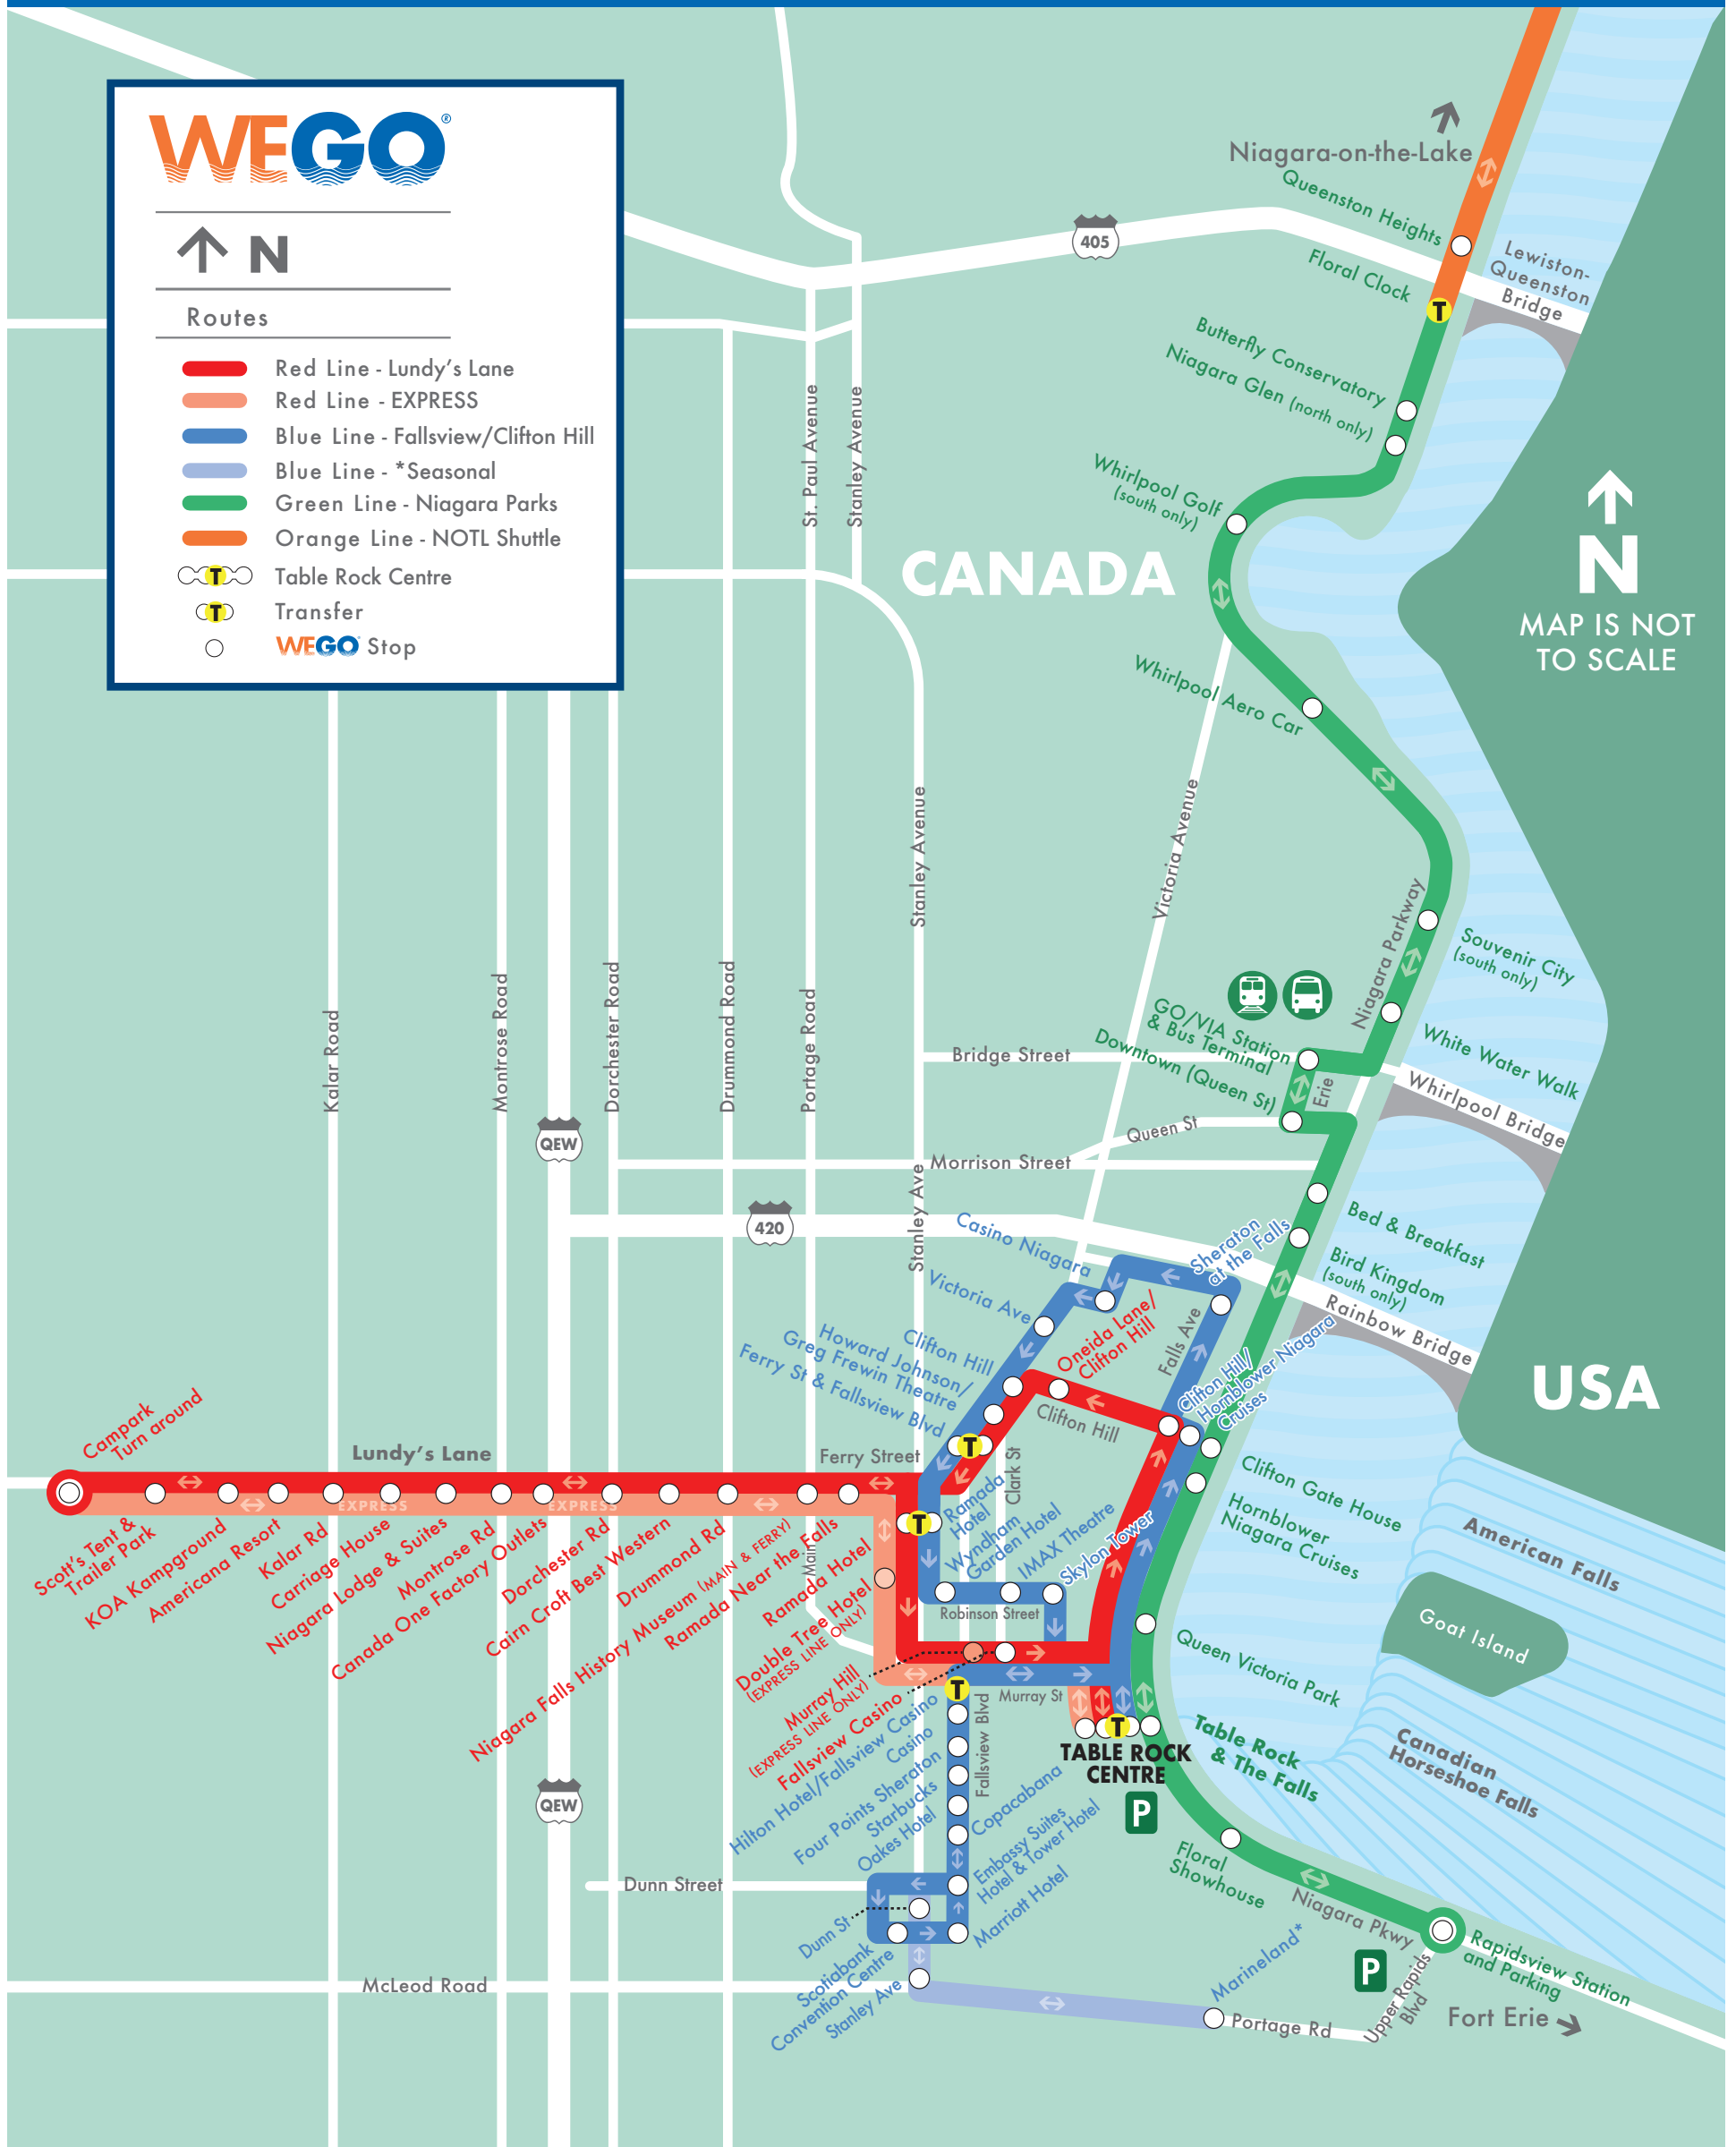 WEGO®
N
Routes
Red Line - Lundy's Lane
Red Line - EXPRESS
Blue Line - Fallsview/Clifton Hill
Blue Line - *Seasonal
Green Line - Niagara Parks
Orange Line - NOTL Shuttle
T Table Rock Centre
T Transfer
WEGO Stop
Niagara-on-the-Lake
Queenston Heights
405
Floral Clock
T
Lewiston-
Queenston
Bridge
Butterfly Conservatory
Niagara Glen (north only)
St. Paul Avenue
Stanley Avenue
Whirlpool Golf
(south only)
CANADA
N
MAP IS NOT
TO SCALE
Whirlpool Aero Car
Stanley Avenue
Victoria Avenue
Niagara Parkway
Souvenir City
(south only)
Kalar Road
Montrose Road
Dorchester Road
Drummond Road
Portage Road
GO/VIA Station
& Bus Terminal
Downtown (Queen St)
Bridge Street
Erie
White Water Walk
Whirlpool Bridge
QEW
Queen St
Morrison Street
Stanley Ave
420
Bed & Breakfast
Bird Kingdom
(south only)
Rainbow Bridge
Casino Niagara
Sheraton
at the Falls
Victoria Ave
Oneida Lane/
Clifton Hill
Falls Ave
Clifton Hill
Howard Johnson/
Greg Frewin Theatre
Ferry St & Fallsview Blvd
T
Clifton Hill
Clifton Hill/
Hornblower Niagara
Cruises
USA
Campark
Turn around
Lundy's Lane
Ferry Street
Clark St
Clifton Gate House
Hornblower
Niagara Cruises
American Falls
EXPRESS
EXPRESS
T
Ramada
Hotel
Wyndham
Garden Hotel
IMAX Theatre
Skylon Tower
Robinson Street
Scott's Tent &
Trailer Park
KOA Kampground
Americana Resort
Kalar Rd
Carriage House
Niagara Lodge & Suites
Montrose Rd
Canada One Factory Outlets
Dorchester Rd
Cairn Croft Best Western
Drummond Rd
Niagara Falls History Museum (MAIN & FERRY)
Main
Ramada Near the Falls
Ramada Hotel
Double Tree Hotel
(EXPRESS LINE ONLY)
Murray Hill
(EXPRESS LINE ONLY)
Fallsview Casino
Goat Island
Queen Victoria Park
Murray St
T
T
TABLE ROCK
CENTRE
P
Table Rock
& The Falls
Canadian
Horseshoe Falls
Hilton Hotel/Fallsview Casino
Casino
Four Points Sheraton
Starbucks
Oakes Hotel
Fallsview Blvd
Copacabana
Embassy Suites
Hotel & Tower Hotel
Marriott Hotel
QEW
Dunn Street
Floral
Showhouse
Niagara Pkwy
Dunn St
Scotiabank
Convention Centre
Stanley Ave
McLeod Road
Marineland*
P
Rapidsview Station
and Parking
Upper Rapids
Blvd
Portage Rd
Fort Erie